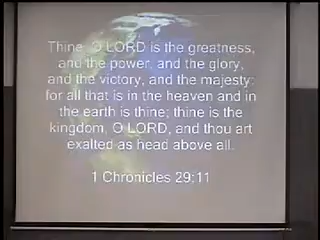 Thine, O LORD is the greatness,
and the power, and the glory,
and the victory, and the majesty:
for all that is in the heaven and in
the earth is thine; thine is the
kingdom, O LORD, and thou art
exalted as head above all.
1 Chronicles 29:11